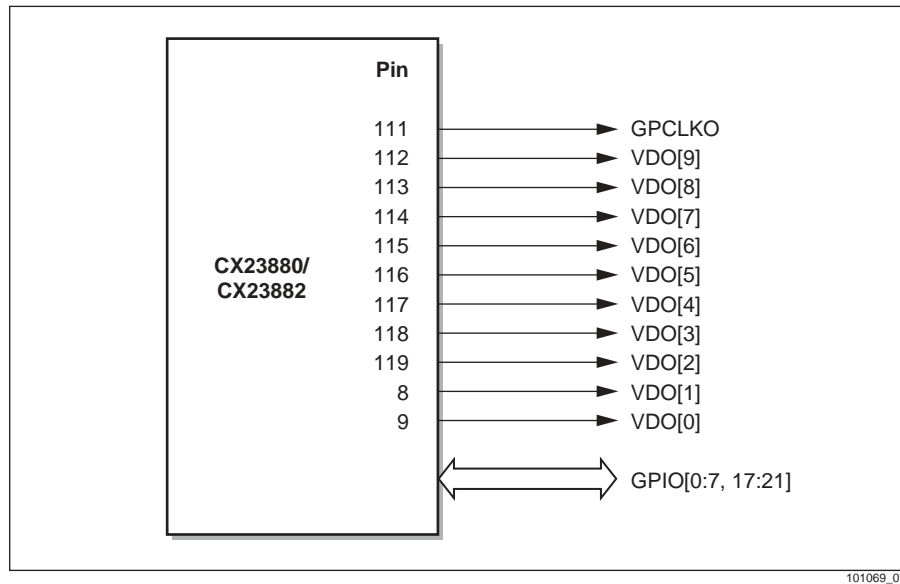 Pin
111 GPCLKO
112 VDO[9]
113 VDO[8]
114 VDO[7]
115 VDO[6]
CX23880/
CX23882
116 VDO[5]
117 VDO[4]
118 VDO[3]
119 VDO[2]
8 VDO[1]
9 VDO[0]
GPIO[0:7, 17:21]